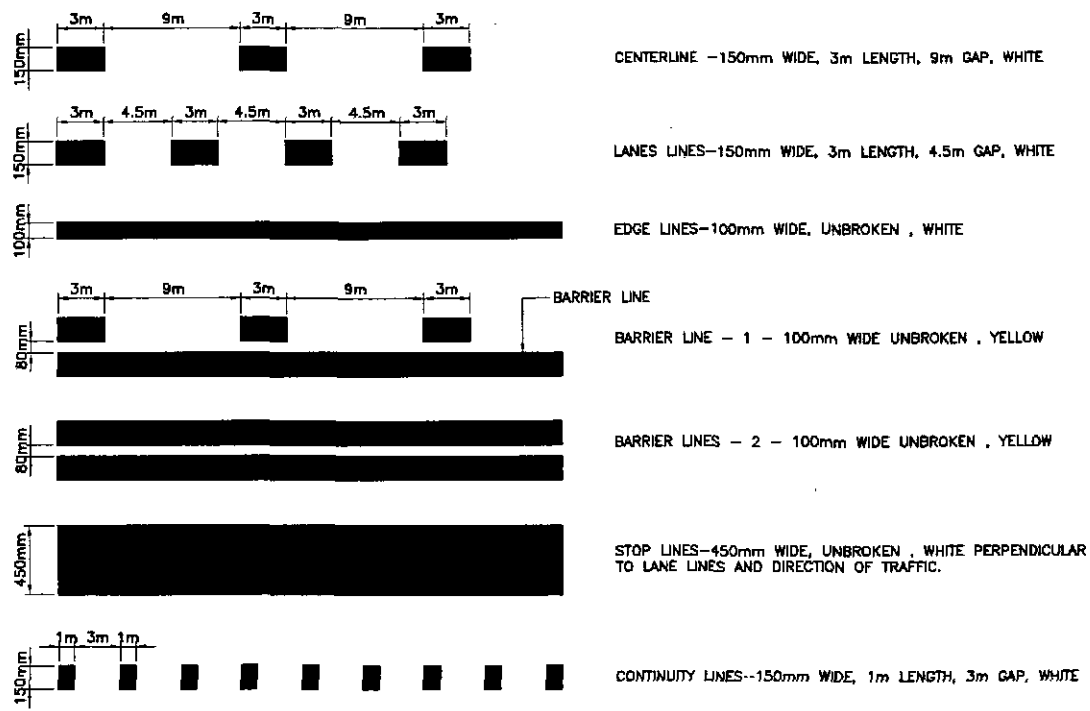 3m 9m 3m 9m 3m
150mm
CENTERLINE -150mm WIDE, 3m LENGTH, 9m GAP, WHITE
3m 4.5m 3m 4.5m 3m 4.5m 3m
150mm
LANES LINES-150mm WIDE, 3m LENGTH, 4.5m GAP, WHITE
100mm
EDGE LINES-100mm WIDE, UNBROKEN , WHITE
3m 9m 3m 9m 3m
BARRIER LINE
80mm
BARRIER LINE - 1 - 100mm WIDE UNBROKEN , YELLOW
80mm
BARRIER LINES - 2 - 100mm WIDE UNBROKEN , YELLOW
450mm
STOP LINES-450mm WIDE, UNBROKEN , WHITE PERPENDICULAR
TO LANE LINES AND DIRECTION OF TRAFFIC.
1m 3m 1m
150mm
CONTINUITY LINES--150mm WIDE, 1m LENGTH, 3m GAP, WHITE